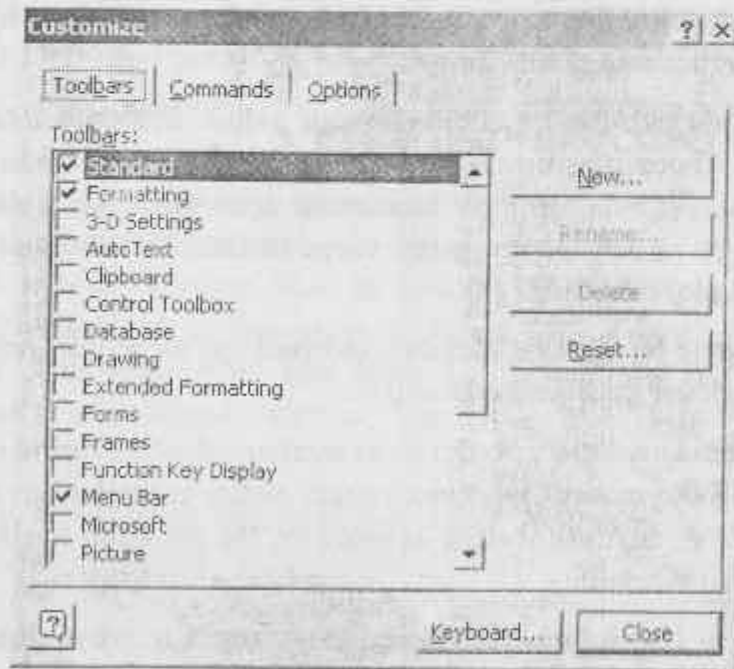 Customize ? ×
Toolbars Commands Options
Toolbars:
Standard
Formatting
3-D Settings
AutoText
Clipboard
Control Toolbox
Database
Drawing
Extended Formatting
Forms
Frames
Function Key Display
Menu Bar
Microsoft
Picture
New...
Rename...
Delete
Reset...
?
Keyboard...
Close